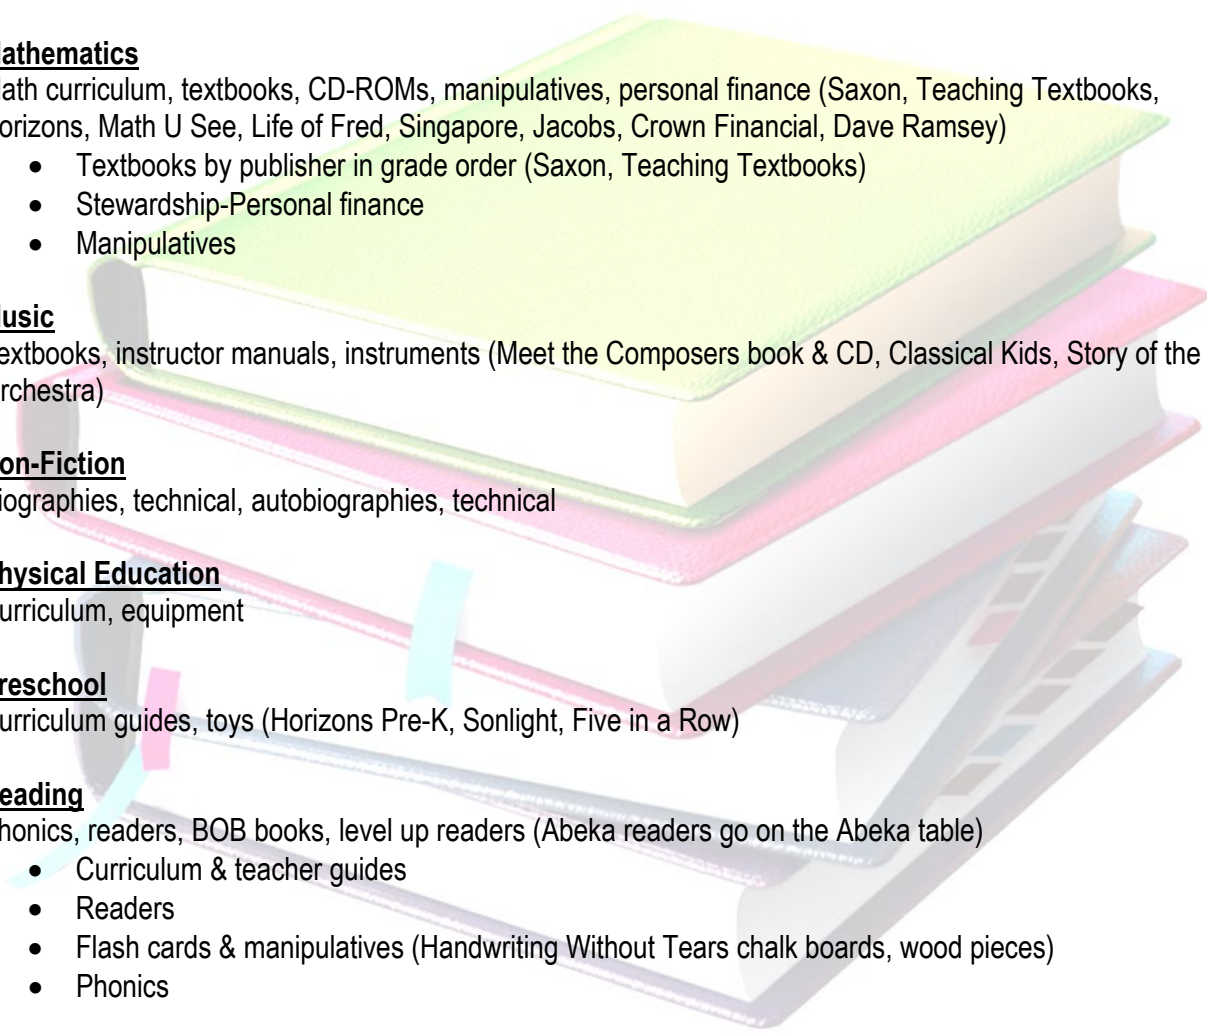 athematics
ath curriculum, textbooks, CD-ROMs, manipulatives, personal finance (Saxon, Teaching Textbooks,
orizons, Math U See, Life of Fred, Singapore, Jacobs, Crown Financial, Dave Ramsey)
• Textbooks by publisher in grade order (Saxon, Teaching Textbooks)
• Stewardship-Personal finance
• Manipulatives
usic
extbooks, instructor manuals, instruments (Meet the Composers book & CD, Classical Kids, Story of the
rchestra)
on-Fiction
iographies, technical, autobiographies, technical
hysical Education
urriculum, equipment
reschool
urriculum guides, toys (Horizons Pre-K, Sonlight, Five in a Row)
eading
honics, readers, BOB books, level up readers (Abeka readers go on the Abeka table)
• Curriculum & teacher guides
• Readers
• Flash cards & manipulatives (Handwriting Without Tears chalk boards, wood pieces)
• Phonics